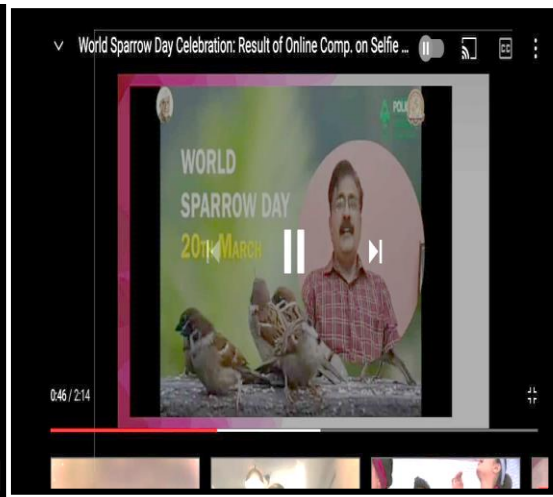 World Sparrow Day Celebration: Result of Online Comp. on Selfie ...
CC
WORLD
SPARROW DAY
20TH MARCH
0:46 / 2:14